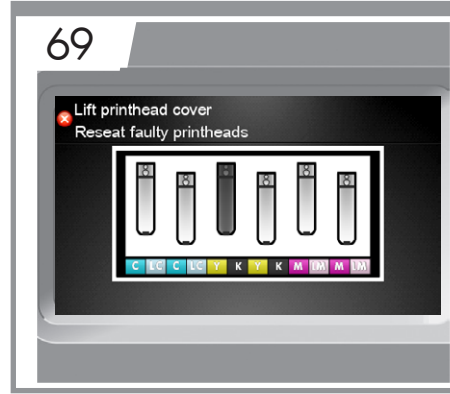 69
Lift printhead cover
Reseat faulty printheads
C LC C LC Y K Y K M LM M LM